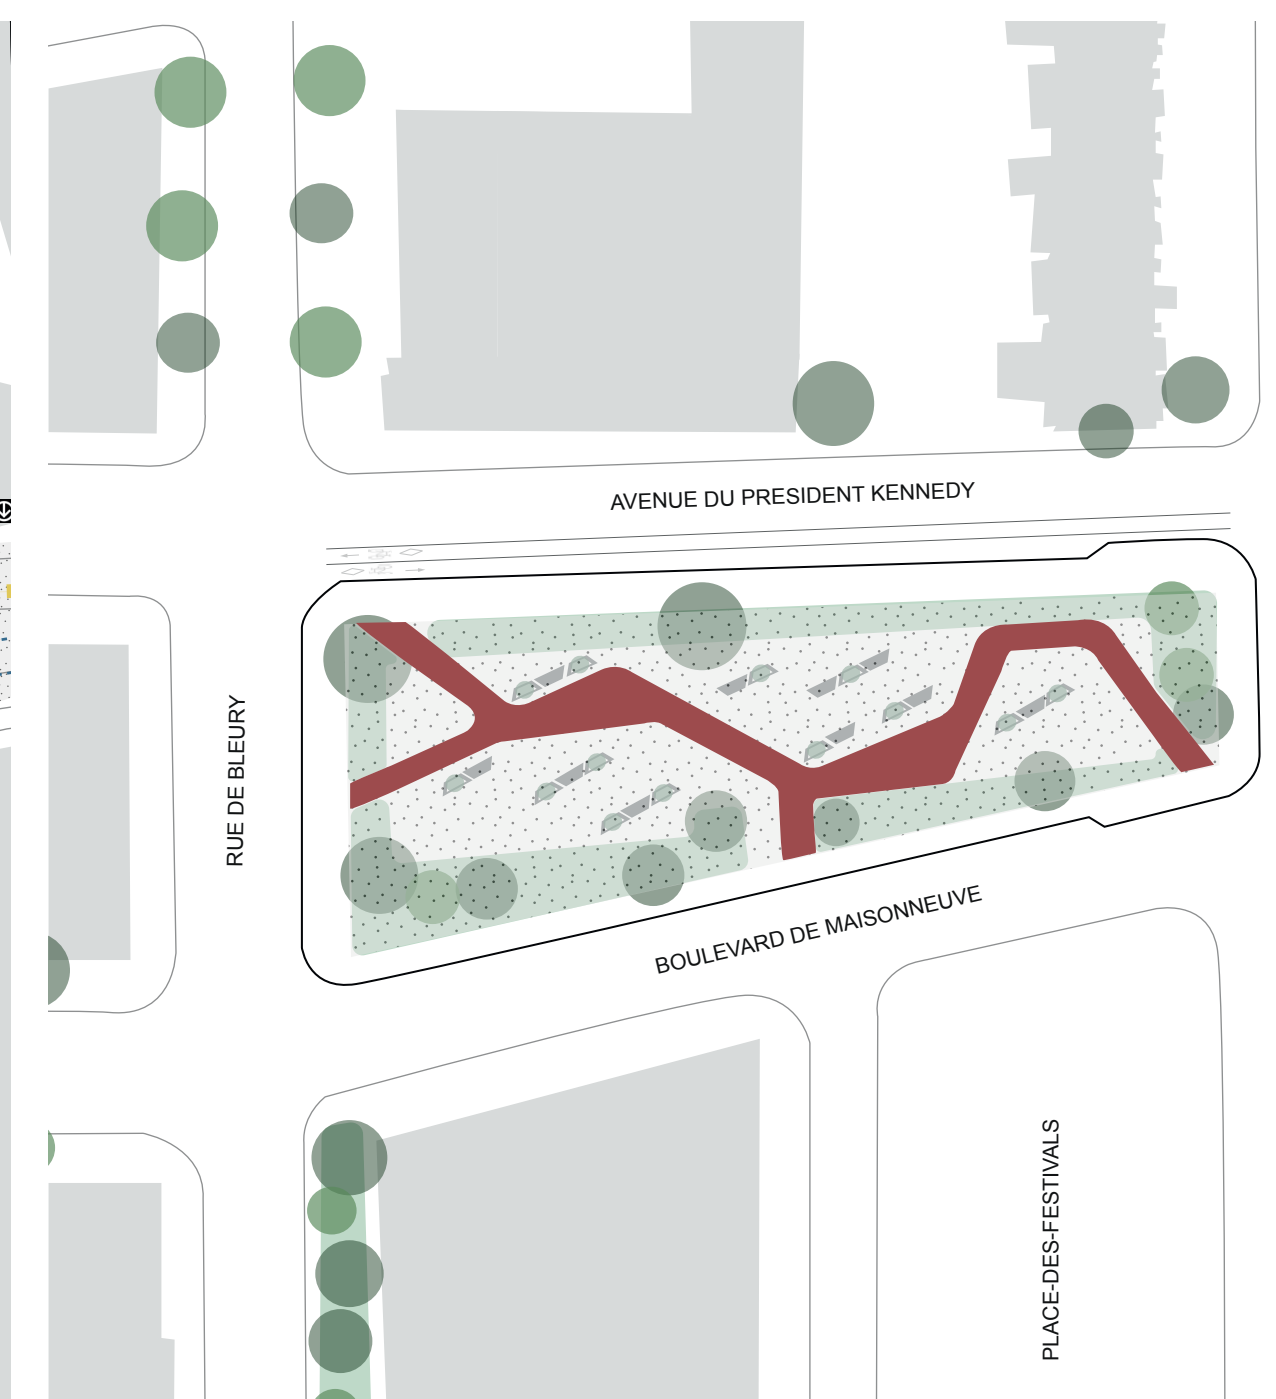 AVENUE DU PRESIDENT KENNEDY
RUE DE BLEURY
BOULEVARD DE MAISONNEUVE
PLACE-DES-FESTIVALS